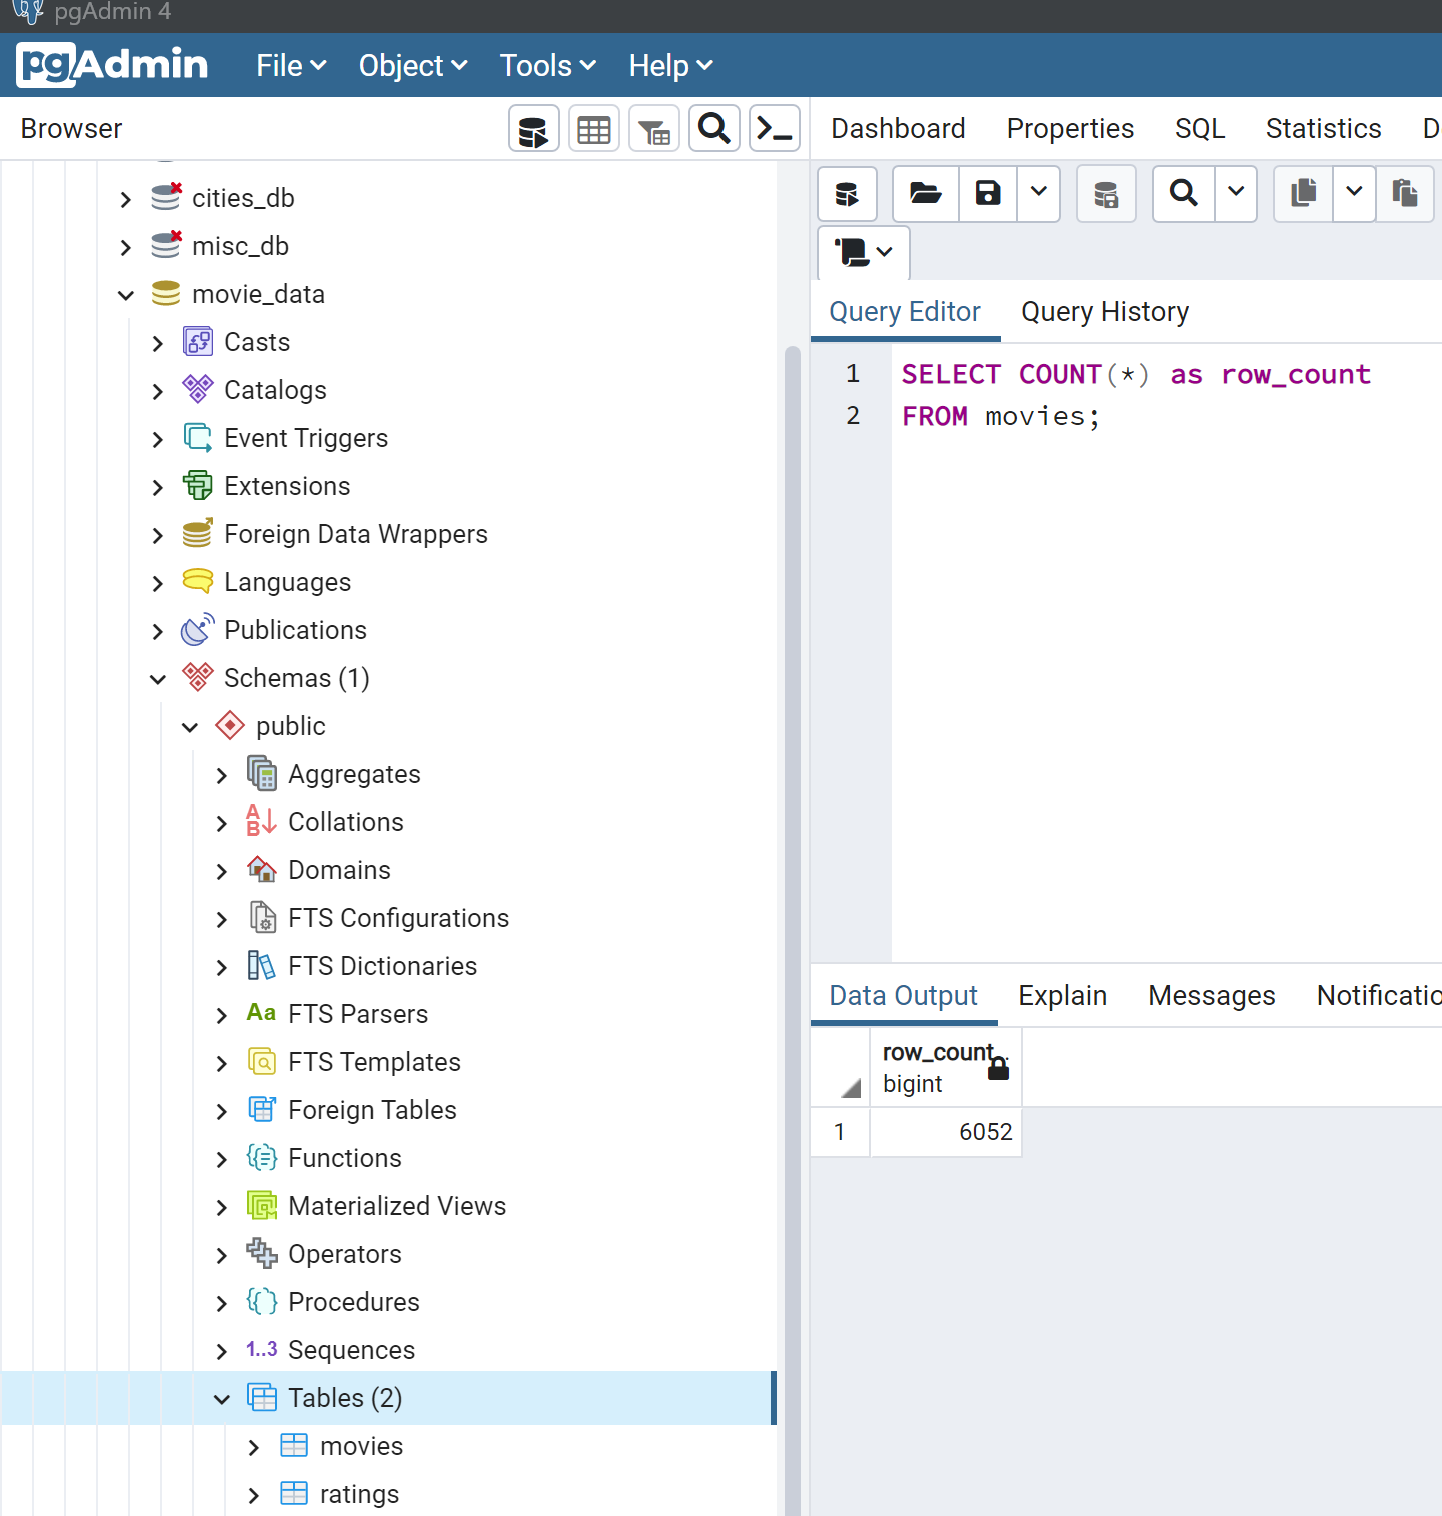 pgAdmin 4
pgAdmin File Object Tools Help
Browser
cities_db
misc_db
movie_data
Casts
Catalogs
Event Triggers
Extensions
Foreign Data Wrappers
Languages
Publications
Schemas (1)
public
Aggregates
Collations
Domains
FTS Configurations
FTS Dictionaries
Aa FTS Parsers
FTS Templates
Foreign Tables
Functions
Materialized Views
Operators
Procedures
1..3 Sequences
Tables (2)
movies
ratings
Dashboard Properties SQL Statistics D
Query Editor Query History
1 SELECT COUNT(*) as row_count
2 FROM movies;
Data Output Explain Messages Notificatio
row_count
bigint
1 6052